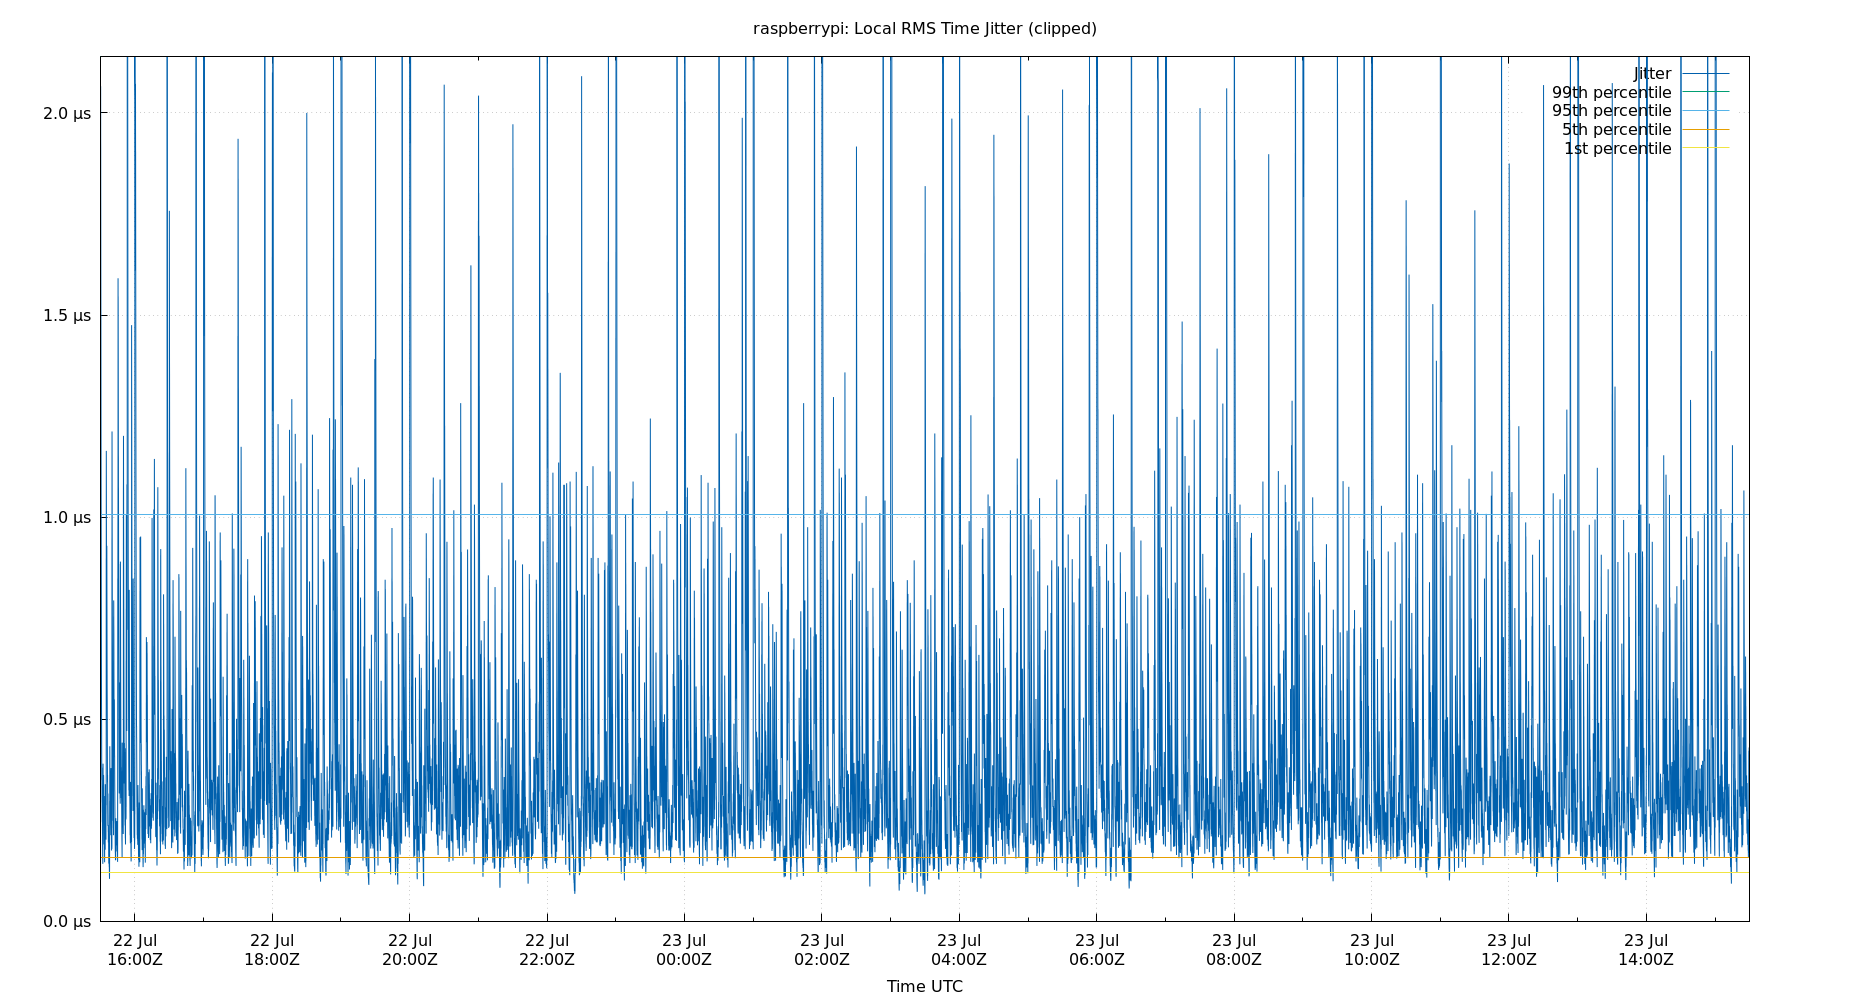 raspberrypi: Local RMS Time Jitter (clipped)
Jitter
99th percentile
95th percentile
5th percentile
1st percentile
2.0 µs
1.5 µs
1.0 µs
0.5 µs
0.0 µs
22 Jul 22 Jul 22 Jul 22 Jul 23 Jul 23 Jul 23 Jul 23 Jul 23 Jul 23 Jul 23 Jul 23 Jul
16:00Z 18:00Z 20:00Z 22:00Z 00:00Z 02:00Z 04:00Z 06:00Z 08:00Z 10:00Z 12:00Z 14:00Z
Time UTC